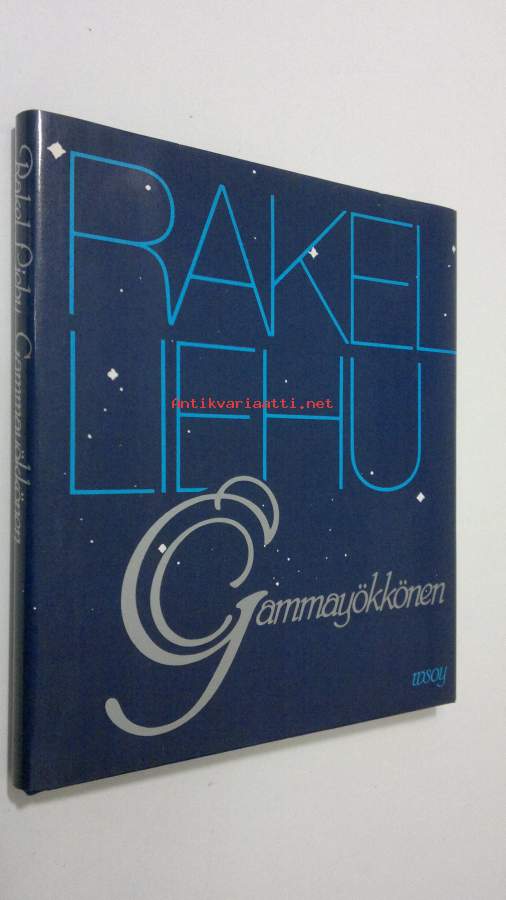 RAKEL
LIEHU
Antikvariaatti.net
Gammayökkönen
wsoy
Rakel Liehu Gammayökkönen